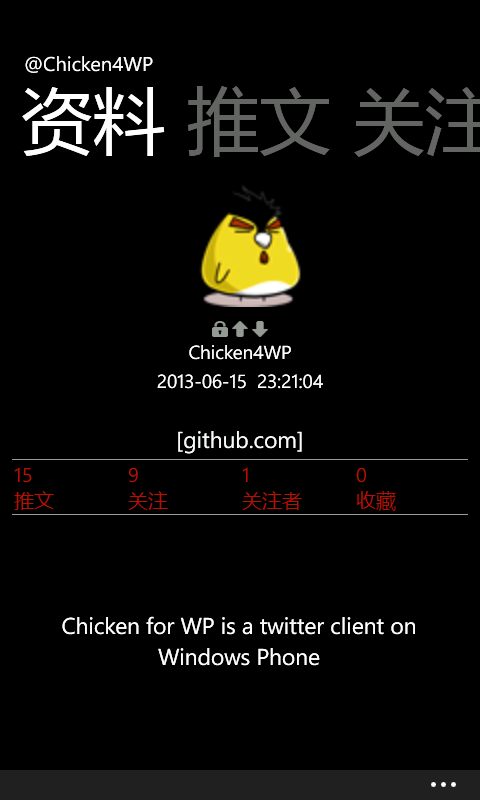 @Chicken4WP
资料 推文 关注
Chicken4WP
2013-06-15 23:21:04
[github.com]
15 9 1 0
推文 关注 关注者 收藏
Chicken for WP is a twitter client on
Windows Phone